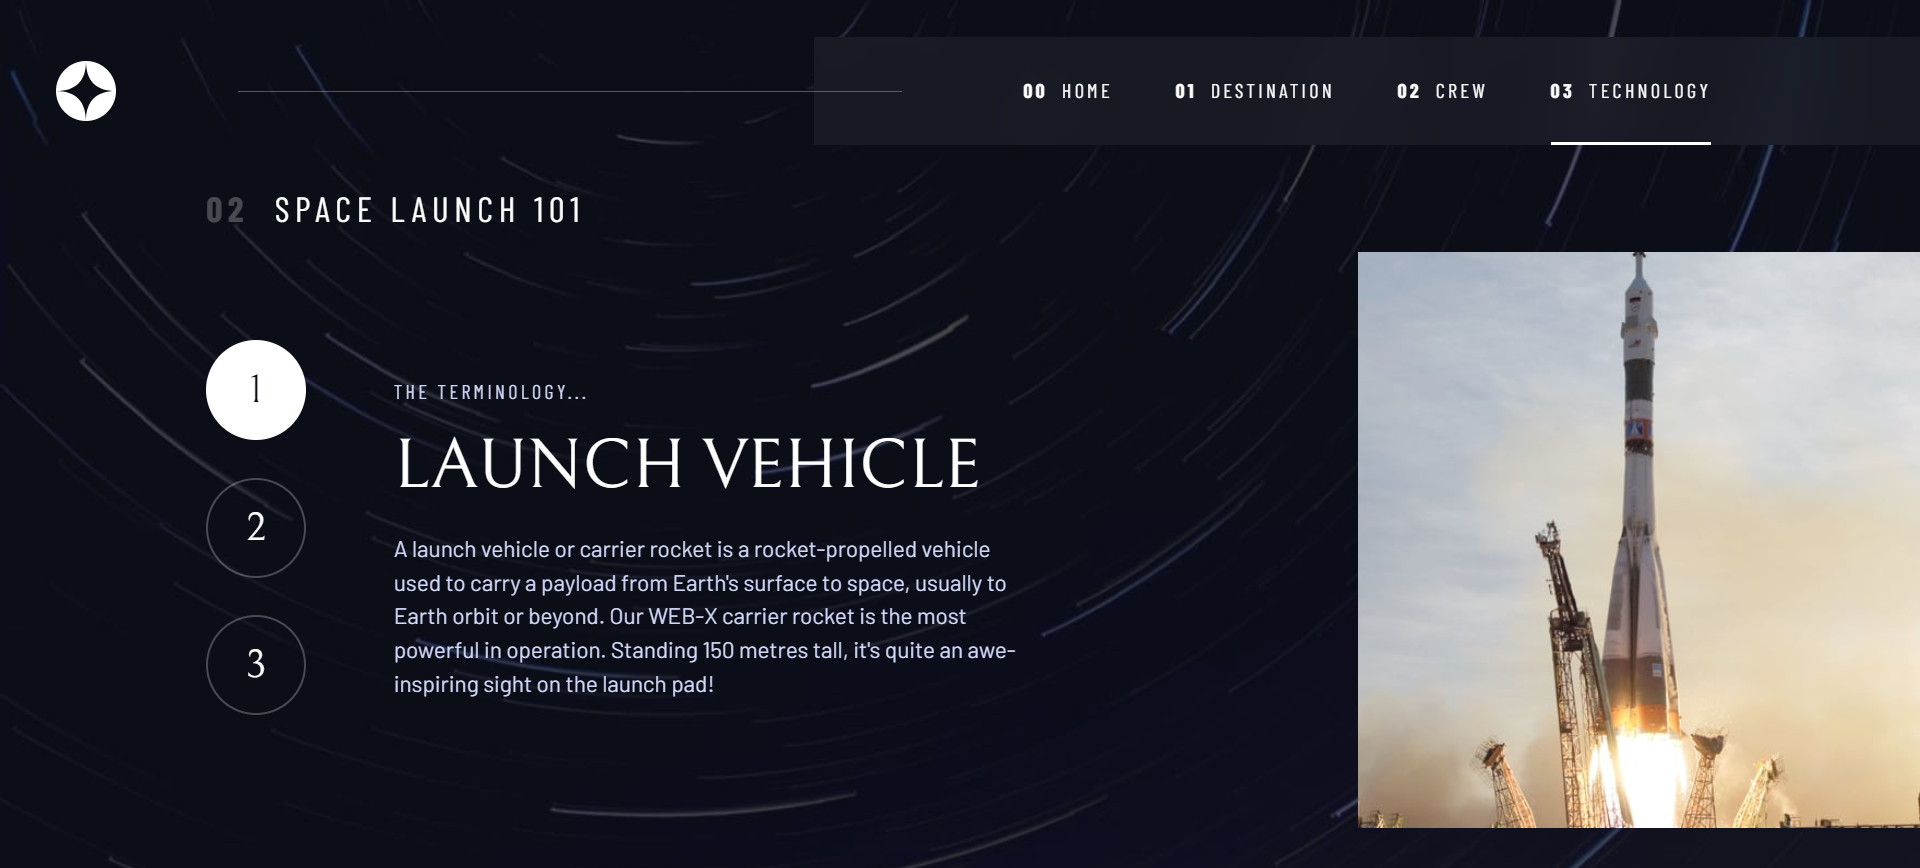 00 HOME 01 DESTINATION 02 CREW 03 TECHNOLOGY
02 SPACE LAUNCH 101
1
THE TERMINOLOGY...
LAUNCH VEHICLE
2
A launch vehicle or carrier rocket is a rocket-propelled vehicle
used to carry a payload from Earth's surface to space, usually to
Earth orbit or beyond. Our WEB-X carrier rocket is the most
powerful in operation. Standing 150 metres tall, it's quite an awe-
inspiring sight on the launch pad!
3